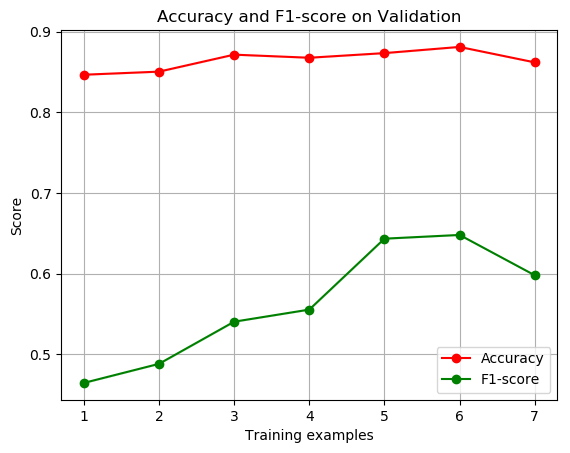 Accuracy and F1-score on Validation
0.9
0.8
0.7
0.6
0.5
Score
1 2 3 4 5 6 7
Training examples
Accuracy
F1-score